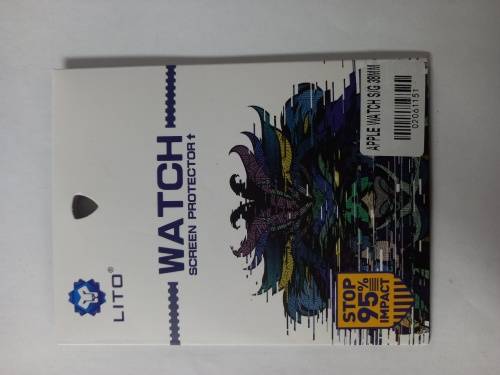 LITO®
WATCH
SCREEN PROTECTOR
STOP
95%
IMPACT
APPLE WATCH S/G 38MM
02061151